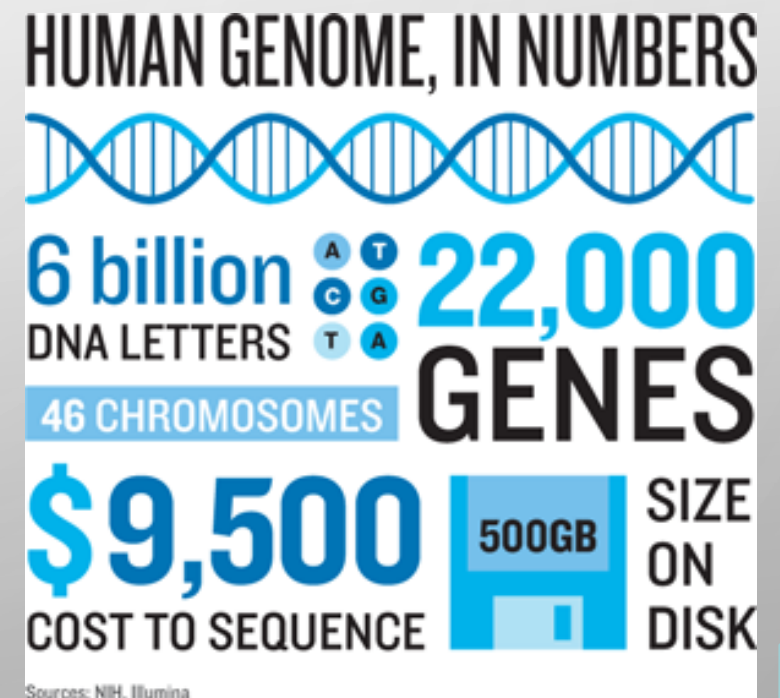 HUMAN GENOME, IN NUMBERS
6 billion
DNA LETTERS
A T
C G
T A
22,000
GENES
46 CHROMOSOMES
$9,500
COST TO SEQUENCE
500GB
SIZE
ON
DISK
Sources: NIH, Illumina